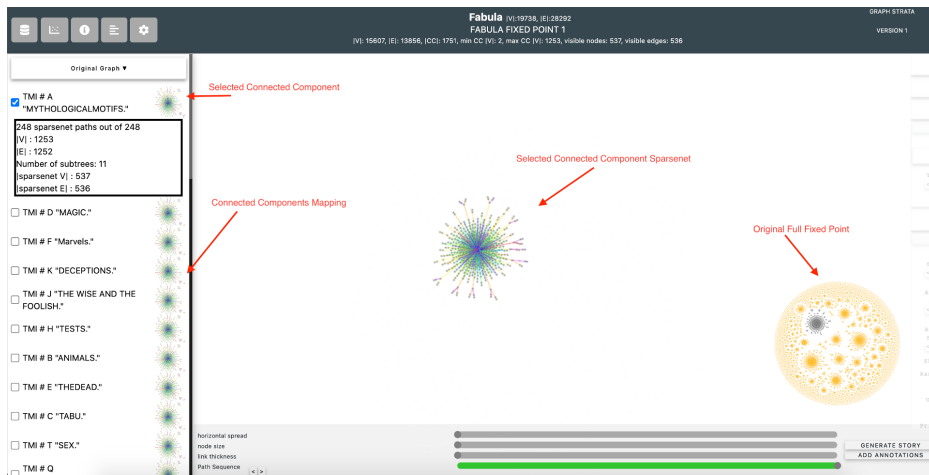 Fabula |V|:19738, |E|:28292
FABULA FIXED POINT 1
|V|: 15607, |E|: 13856, |CC|: 1751, min CC |V|: 2, max CC |V|: 1253, visible nodes: 537, visible edges: 536
GRAPH STRATA
VERSION 1
Original Graph ▼
TMI # A
"MYTHOLOGICALMOTIFS."
248 sparsenet paths out of 248
|V| : 1253
|E| : 1252
Number of subtrees: 11
|sparsenet V| : 537
|sparsenet E| : 536
TMI # D "MAGIC."
TMI # F "Marvels."
TMI # K "DECEPTIONS."
TMI # J "THE WISE AND THE
FOOLISH."
TMI # H "TESTS."
TMI # B "ANIMALS."
TMI # E "THEDEAD."
TMI # C "TABU."
TMI # T "SEX."
TMI # Q
Selected Connected Component
Connected Components Mapping
Selected Connected Component Sparsenet
Original Full Fixed Point
horizontal spread
node size
link thickness
Path Sequence < | >
GENERATE STORY
ADD ANNOTATIONS